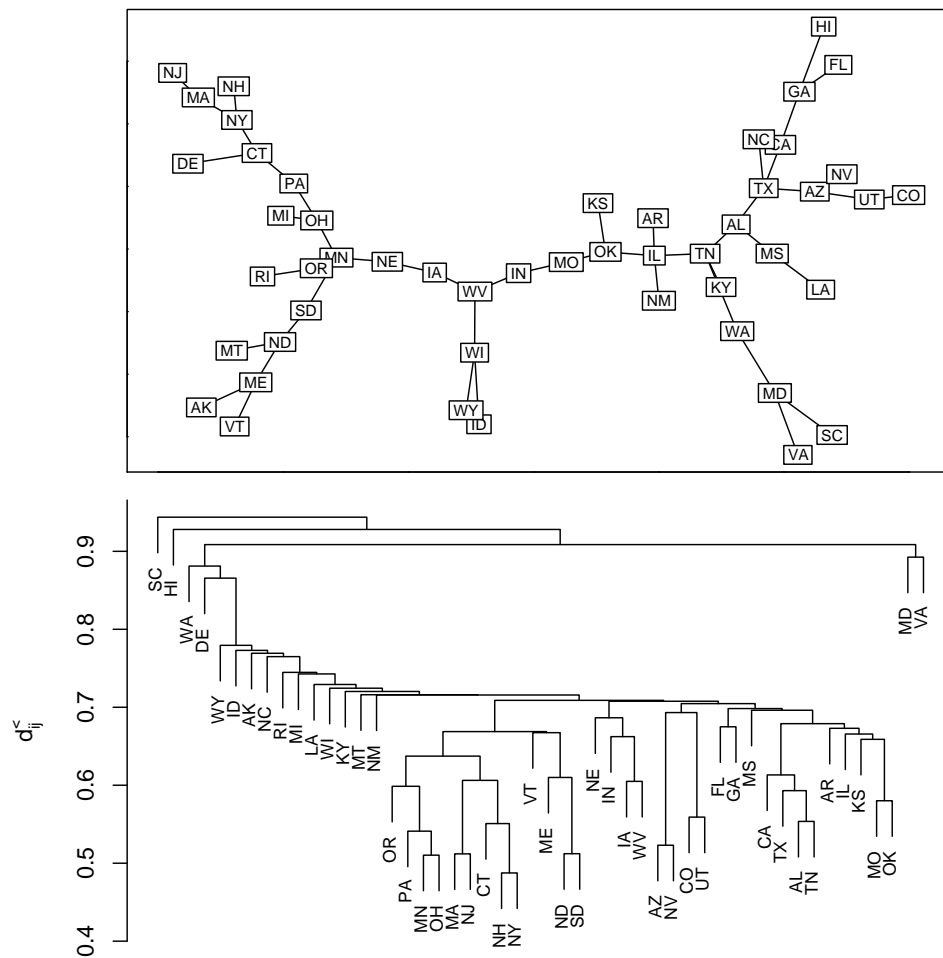 HI
FL
NJ
NH
MA
GA
NY
NC
CA
CT
DE
NV
PA
TX
AZ
UT
CO
KS
MI
OH
AR
AL
MN
NE
OK
IL
TN
MS
OR
RI
IA
IN
MO
WV
KY
LA
NM
SD
WA
MT
ND
WI
ME
MD
AK
WY
VT
ID
SC
VA
0.9
0.8
0.7
0.6
0.5
0.4
d<ij
SC
HI
WA
DE
WY
ID
AK
NC
RI
MI
LA
WI
KY
MT
NM
OR
PA
MN
OH
MA
NJ
CT
NH
NY
VT
ME
ND
SD
NE
IN
IA
WV
AZ
NV
CO
UT
FL
GA
MS
CA
TX
AL
TN
AR
IL
KS
MO
OK
MD
VA